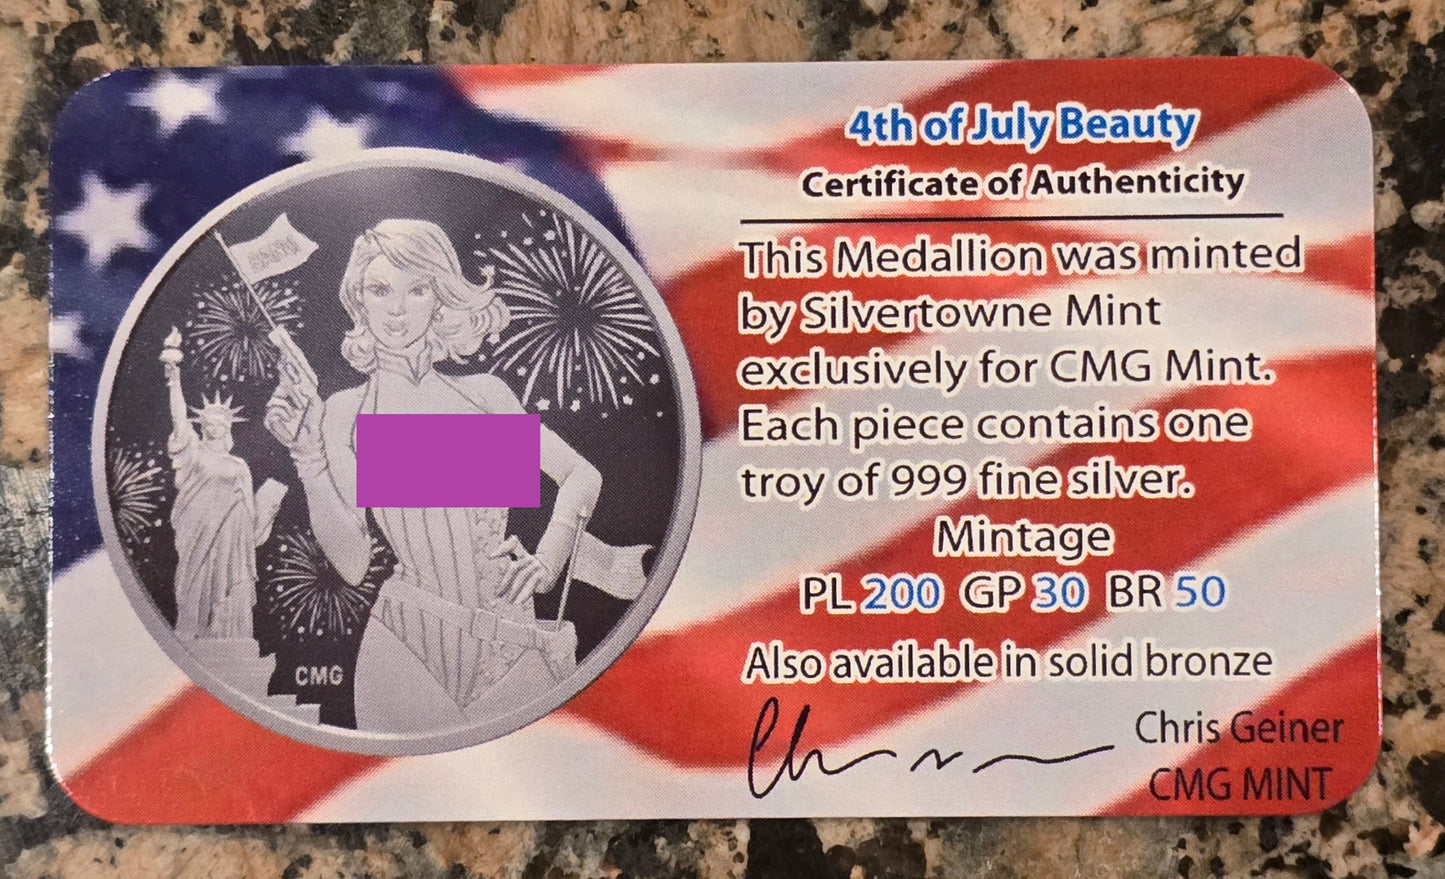 4th of July Beauty
Certificate of Authenticity
This Medallion was minted
by Silvertowne Mint
exclusively for CMG Mint.
Each piece contains one
troy of 999 fine silver.
Mintage
PL 200 GP 30 BR 50
Also available in solid bronze
Chris Geiner
CMG MINT
CMG